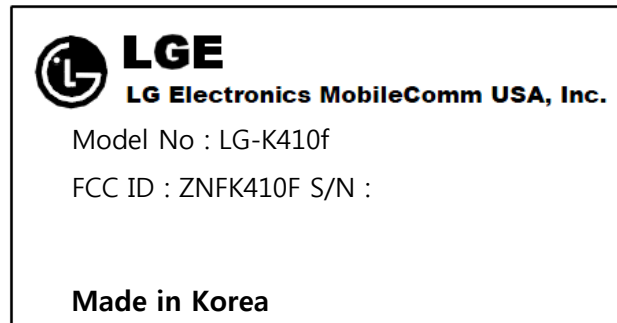 LGE
LG Electronics MobileComm USA, Inc.
Model No : LG-K410f
FCC ID : ZNFK410F S/N :
Made in Korea